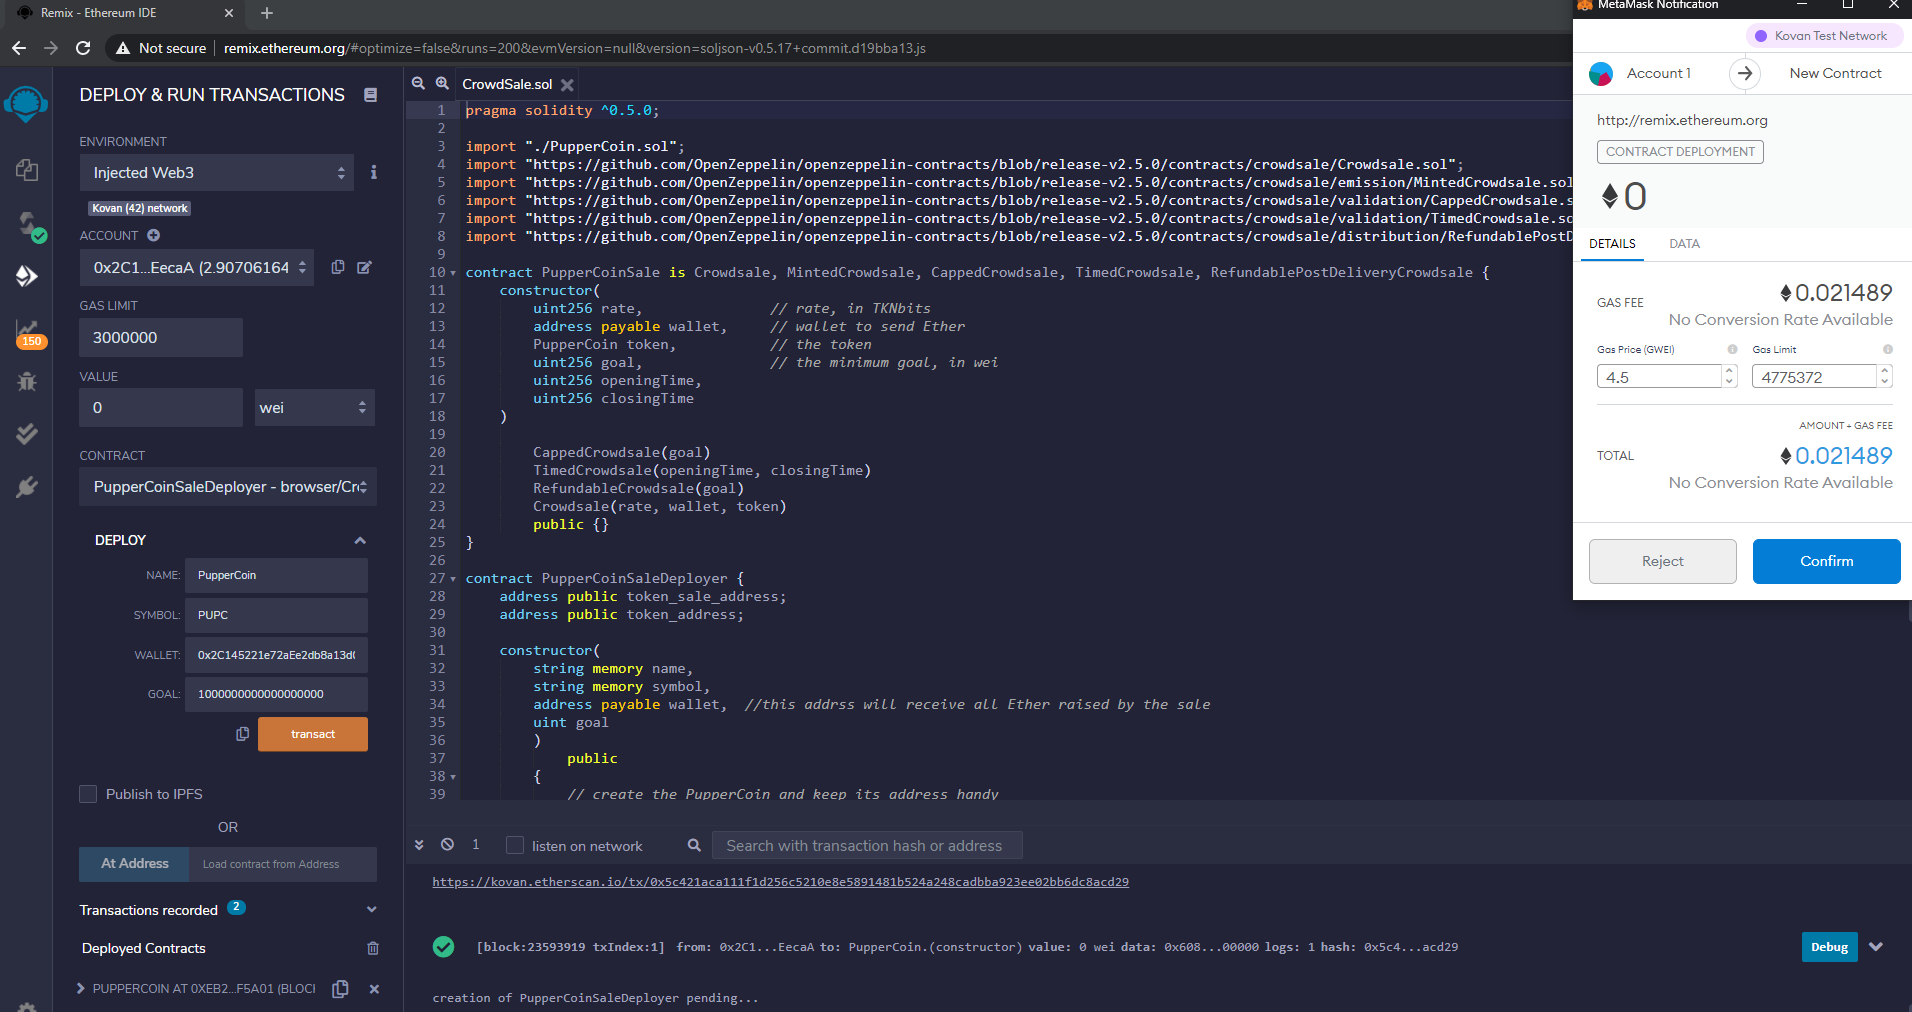 Remix - Ethereum IDE
Not secure
remix.ethereum.org/#optimize=false&runs=200&evmVersion=null&version=soljson-v0.5.17+commit.d19bba13.js
DEPLOY & RUN TRANSACTIONS
ENVIRONMENT
Injected Web3
Kovan (42) network
ACCOUNT
0x2C1...EecaA (2.90706164
GAS LIMIT
3000000
VALUE
0
wei
CONTRACT
PupperCoinSaleDeployer - browser/Cr
DEPLOY
NAME:
PupperCoin
SYMBOL:
PUPC
WALLET:
0x2C145221e72aEe2db8a13d
GOAL:
1000000000000000000
transact
Publish to IPFS
OR
At Address
Load contract from Address
Transactions recorded 2
Deployed Contracts
PUPPERCOIN AT 0XEB2...F5A01 (BLOCK
150
CrowdSale.sol
1 pragma solidity ^0.5.0;
2
3 import "./PupperCoin.sol";
4 import "https://github.com/OpenZeppelin/openzeppelin-contracts/blob/release-v2.5.0/contracts/crowdsale/Crowdsale.sol";
5 import "https://github.com/OpenZeppelin/openzeppelin-contracts/blob/release-v2.5.0/contracts/crowdsale/emission/MintedCrowdsale.sol
6 import "https://github.com/OpenZeppelin/openzeppelin-contracts/blob/release-v2.5.0/contracts/crowdsale/validation/CappedCrowdsale.s
7 import "https://github.com/OpenZeppelin/openzeppelin-contracts/blob/release-v2.5.0/contracts/crowdsale/validation/TimedCrowdsale.so
8 import "https://github.com/OpenZeppelin/openzeppelin-contracts/blob/release-v2.5.0/contracts/crowdsale/distribution/RefundablePostD
9
10 contract PupperCoinSale is Crowdsale, MintedCrowdsale, CappedCrowdsale, TimedCrowdsale, RefundablePostDeliveryCrowdsale {
11 constructor(
12 uint256 rate, // rate, in TKNbits
13 address payable wallet, // wallet to send Ether
14 PupperCoin token, // the token
15 uint256 goal, // the minimum goal, in wei
16 uint256 openingTime,
17 uint256 closingTime
18 )
19
20 CappedCrowdsale(goal)
21 TimedCrowdsale(openingTime, closingTime)
22 RefundableCrowdsale(goal)
23 Crowdsale(rate, wallet, token)
24 public {}
25 }
26
27 contract PupperCoinSaleDeployer {
28 address public token_sale_address;
29 address public token_address;
30
31 constructor(
32 string memory name,
33 string memory symbol,
34 address payable wallet, //this addrss will receive all Ether raised by the sale
35 uint goal
36 )
37 public
38 {
39 // create the PupperCoin and keep its address handy
1
listen on network
Search with transaction hash or address
https://kovan.etherscan.io/tx/0x5c421aca111f1d256c5210e8e5891481b524a248cadbba923ee02bb6dc8acd29
[block:23593919 txIndex:1] from: 0x2C1...EecaA to: PupperCoin.(constructor) value: 0 wei data: 0x608...00000 logs: 1 hash: 0x5c4...acd29
Debug
creation of PupperCoinSaleDeployer pending...
MetaMask Notification
Kovan Test Network
Account 1
New Contract
http://remix.ethereum.org
CONTRACT DEPLOYMENT
0
DETAILS
DATA
GAS FEE
0.021489
No Conversion Rate Available
Gas Price (GWEI)
Gas Limit
4.5
4775372
AMOUNT + GAS FEE
TOTAL
0.021489
No Conversion Rate Available
Reject
Confirm